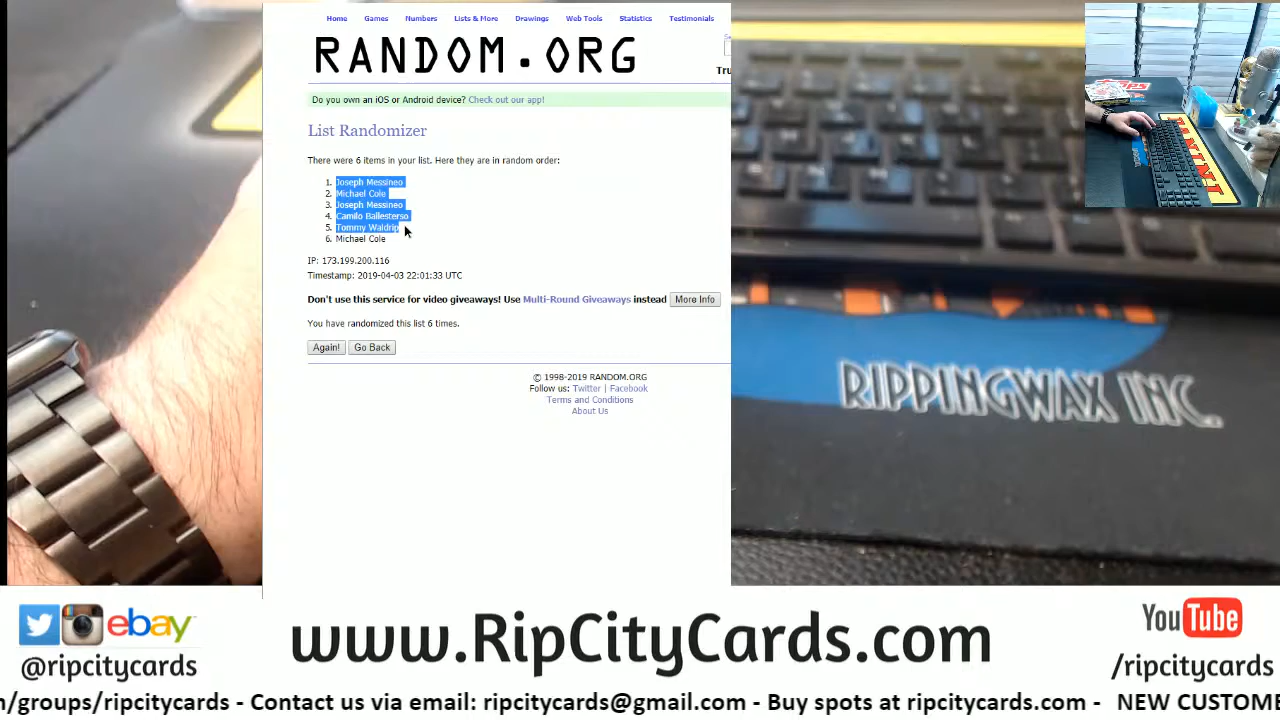 Home Games Numbers Lists & More Drawings Web Tools Statistics Testimonials
RANDOM.ORG
Tru
Do you own an iOS or Android device? Check out our app!
List Randomizer
There were 6 items in your list. Here they are in random order:
1. Joseph Messineo
2. Michael Cole
3. Joseph Messineo
4. Camilo Ballesterso
5. Tommy Waldrip
6. Michael Cole
IP: 173.199.200.116
Timestamp: 2019-04-03 22:01:33 UTC
Don't use this service for video giveaways! Use Multi-Round Giveaways instead More Info
You have randomized this list 6 times.
Again! Go Back
© 1998-2019 RANDOM.ORG
Follow us: Twitter | Facebook
Terms and Conditions
About Us
PANINI
RIPPINGWAX INC.
ebay
@ripcitycards
www.RipCityCards.com
YouTube
/ripcitycards
n/groups/ripcitycards - Contact us via email: ripcitycards@gmail.com - Buy spots at ripcitycards.com - NEW CUSTOME